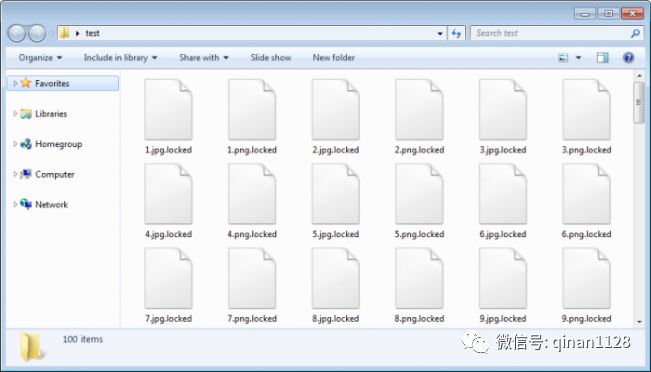 test
Search test
Organize
Include in library
Share with
Slide show
New folder
Favorites
Libraries
Homegroup
Computer
Network
1.jpg.locked
1.png.locked
2.jpg.locked
2.png.locked
3.jpg.locked
3.png.locked
4.jpg.locked
4.png.locked
5.jpg.locked
5.png.locked
6.jpg.locked
6.png.locked
7.jpg.locked
7.png.locked
8.jpg.locked
8.png.locked
9.jpg.locked
9.png.locked
100 items
微信号: qinan1128